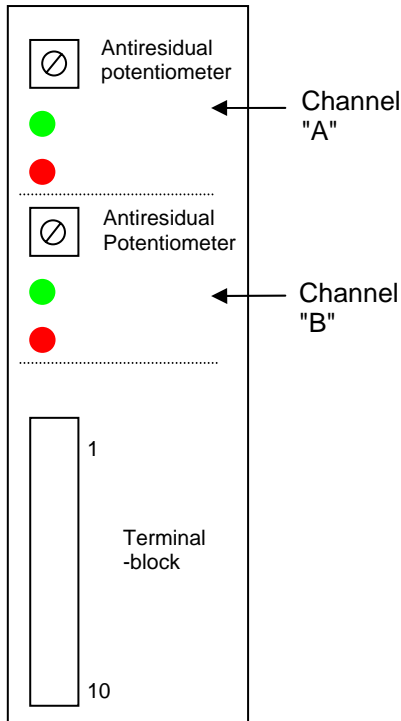 Antiresidual
potentiometer
Channel
"A"
Antiresidual
Potentiometer
Channel
"B"
1
Terminal
-block
10